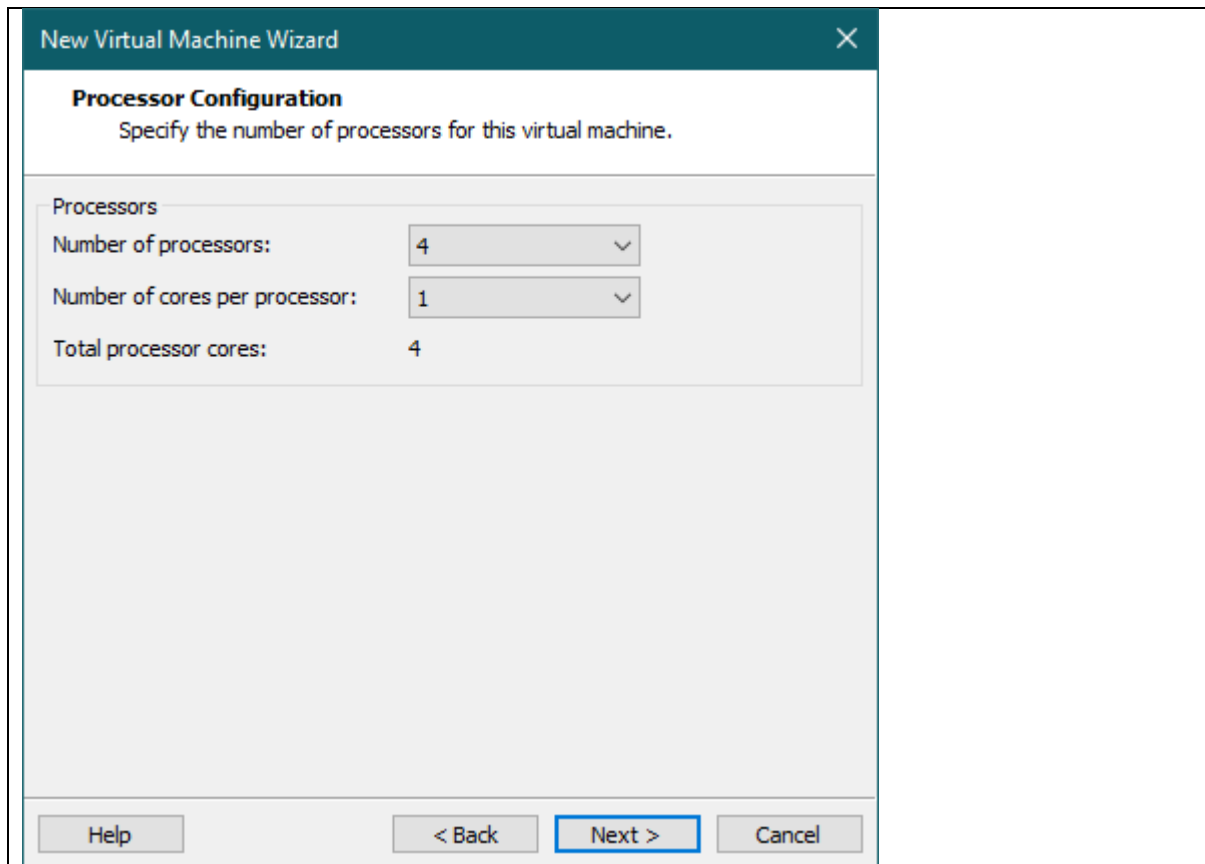 New Virtual Machine Wizard
Processor Configuration
Specify the number of processors for this virtual machine.
Processors
Number of processors: 4
Number of cores per processor: 1
Total processor cores: 4
Help < Back Next > Cancel